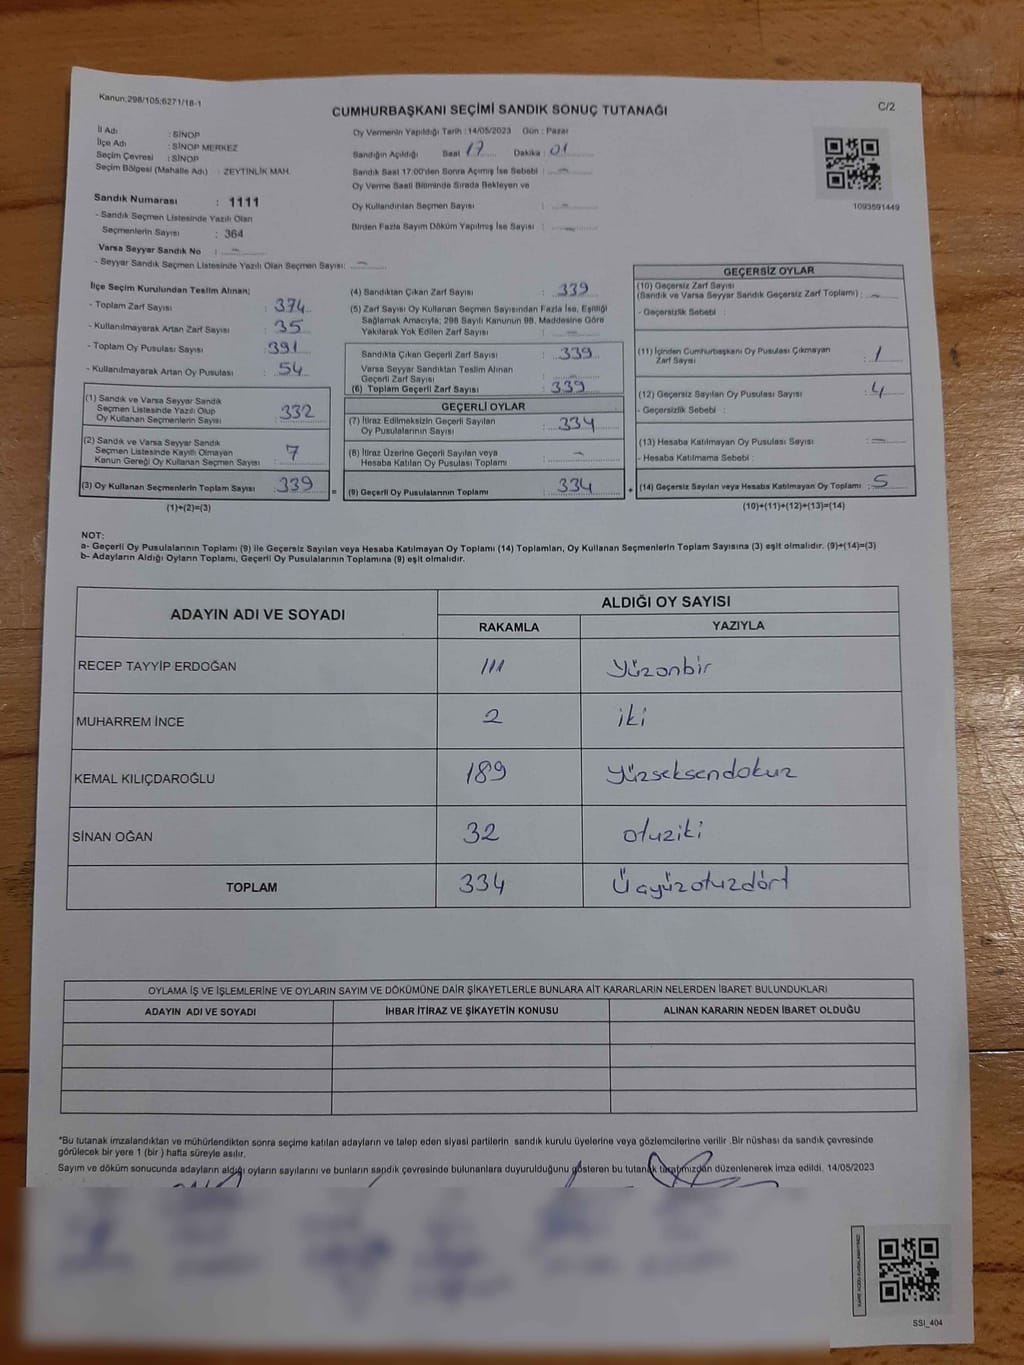 Kanun;298/105;6271/18-1
CUMHURBAŞKANI SEÇİMİ SANDIK SONUÇ TUTANAĞI
C/2
İl Adı : SİNOP
İlçe Adı : SİNOP MERKEZ
Seçim Çevresi : SİNOP
Seçim Bölgesi (Mahalle Adı) : ZEYTİNLİK MAH.
Oy Vermenin Yapıldığı Tarih : 14/05/2023 Gün : Pazar
Sandığın Açıldığı Saat 17 Dakika : 01
Sandık Saat 17:00'den Sonra Açımış İse Sebebi : -
Oy Verme Saati Bitiminde Sırada Bekleyen ve
Oy Kullandırılan Seçmen Sayısı : -
Birden Fazla Sayım Döküm Yapılmış İse Sayısı : -
1093591449
Sandık Numarası : 1111
- Sandık Seçmen Listesinde Yazılı Olan
Seçmenlerin Sayısı : 364
Varsa Seyyar Sandık No : -
- Seyyar Sandık Seçmen Listesinde Yazılı Olan Seçmen Sayısı: -
İlçe Seçim Kurulundan Teslim Alınan;
- Toplam Zarf Sayısı : 374
- Kullanılmayarak Artan Zarf Sayısı : 35
- Toplam Oy Pusulası Sayısı : 391
- Kullanılmayarak Artan Oy Pusulası : 54
(1) Sandık ve Varsa Seyyar Sandık
Seçmen Listesinde Yazılı Olup
Oy Kullanan Seçmenlerin Sayısı : 332
(2) Sandık ve Varsa Seyyar Sandık
Seçmen Listesinde Kayıtlı Olmayan
Kanun Gereği Oy Kullanan Seçmen Sayısı : 7
(3) Oy Kullanan Seçmenlerin Toplam Sayısı : 339
(1)+(2)=(3)
(4) Sandıktan Çıkan Zarf Sayısı : 339
(5) Zarf Sayısı Oy Kullanan Seçmen Sayısından Fazla İse, Eşitliği
Sağlamak Amacıyla; 298 Sayılı Kanunun 98. Maddesine Göre
Yakılarak Yok Edilen Zarf Sayısı : -
Sandıkta Çıkan Geçerli Zarf Sayısı : 339
Varsa Seyyar Sandıktan Teslim Alınan
Geçerli Zarf Sayısı : -
(6) Toplam Geçerli Zarf Sayısı : 339
GEÇERLİ OYLAR
(7) İtiraz Edilmeksizin Geçerli Sayılan
Oy Pusulalarının Sayısı : 334
(8) İtiraz Üzerine Geçerli Sayılan veya
Hesaba Katılan Oy Pusulası Toplamı : -
= (9) Geçerli Oy Pusulalarının Toplamı : 334 +
GEÇERSİZ OYLAR
(10) Geçersiz Zarf Sayısı
(Sandık ve Varsa Seyyar Sandık Geçersiz Zarf Toplamı) : -
- Geçersizlik Sebebi :
(11) İçinden Cumhurbaşkanı Oy Pusulası Çıkmayan
Zarf Sayısı : 1
(12) Geçersiz Sayılan Oy Pusulası Sayısı : 4
- Geçersizlik Sebebi :
(13) Hesaba Katılmayan Oy Pusulası Sayısı : -
- Hesaba Katılmama Sebebi :
(14) Geçersiz Sayılan veya Hesaba Katılmayan Oy Toplamı : 5
(10)+(11)+(12)+(13)=(14)
NOT:
a- Geçerli Oy Pusulalarının Toplamı (9) ile Geçersiz Sayılan veya Hesaba Katılmayan Oy Toplamı (14) Toplamları, Oy Kullanan Seçmenlerin Toplam Sayısına (3) eşit olmalıdır. (9)+(14)=(3)
b- Adayların Aldığı Oyların Toplamı, Geçerli Oy Pusulalarının Toplamına (9) eşit olmalıdır.
ADAYIN ADI VE SOYADI
ALDIĞI OY SAYISI
RAKAMLA YAZIYLA
RECEP TAYYİP ERDOĞAN 111 Yüzonbir
MUHARREM İNCE 2 iki
KEMAL KILIÇDAROĞLU 189 Yüzseksendokuz
SİNAN OĞAN 32 otuziki
TOPLAM 334 Üçyüzotuzdört
OYLAMA İŞ VE İŞLEMLERİNE VE OYLARIN SAYIM VE DÖKÜMÜNE DAİR ŞİKAYETLERLE BUNLARA AİT KARARLARIN NELERDEN İBARET BULUNDUKLARI
ADAYIN ADI VE SOYADI İHBAR İTİRAZ VE ŞİKAYETİN KONUSU ALINAN KARARIN NEDEN İBARET OLDUĞU
*Bu tutanak imzalandıktan ve mühürlendikten sonra seçime katılan adayların ve talep eden siyasi partilerin sandık kurulu üyelerine veya gözlemcilerine verilir .Bir nüshası da sandık çevresinde
görülecek bir yere 1 (bir ) hafta süreyle asılır.
Sayım ve döküm sonucunda adayların aldığı oyların sayılarını ve bunların sandık çevresinde bulunanlara duyurulduğunu gösteren bu tutanak tarafımızdan düzenlenerek imza edildi. 14/05/2023
SSI_404